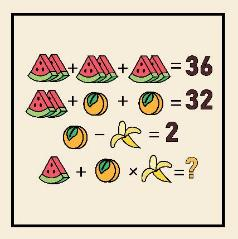 + + = 36
+ + = 32
- = 2
+ × = ?